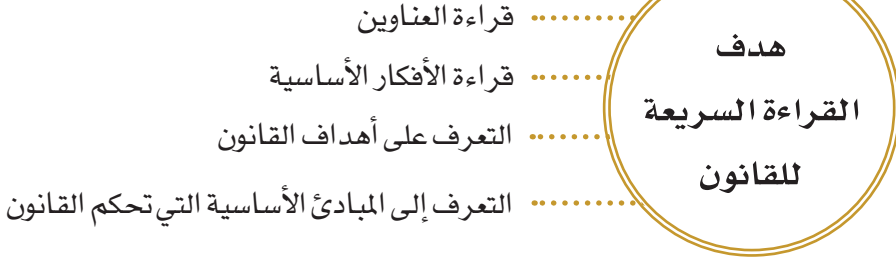 هدف
القراءة السريعة
للقانون
قراءة العناوين
قراءة الأفكار الأساسية
التعرف على أهداف القانون
التعرف إلى المبادئ الأساسية التي تحكم القانون